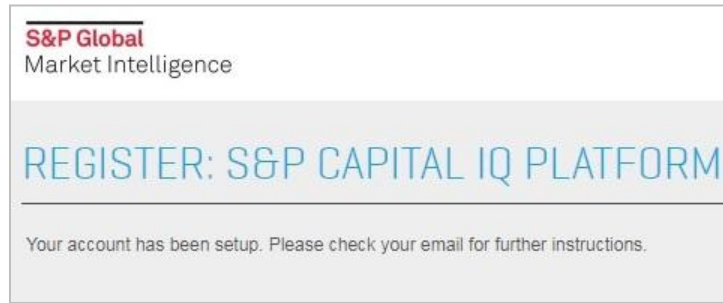 S&P Global
Market Intelligence
REGISTER: S&P CAPITAL IQ PLATFORM
Your account has been setup. Please check your email for further instructions.